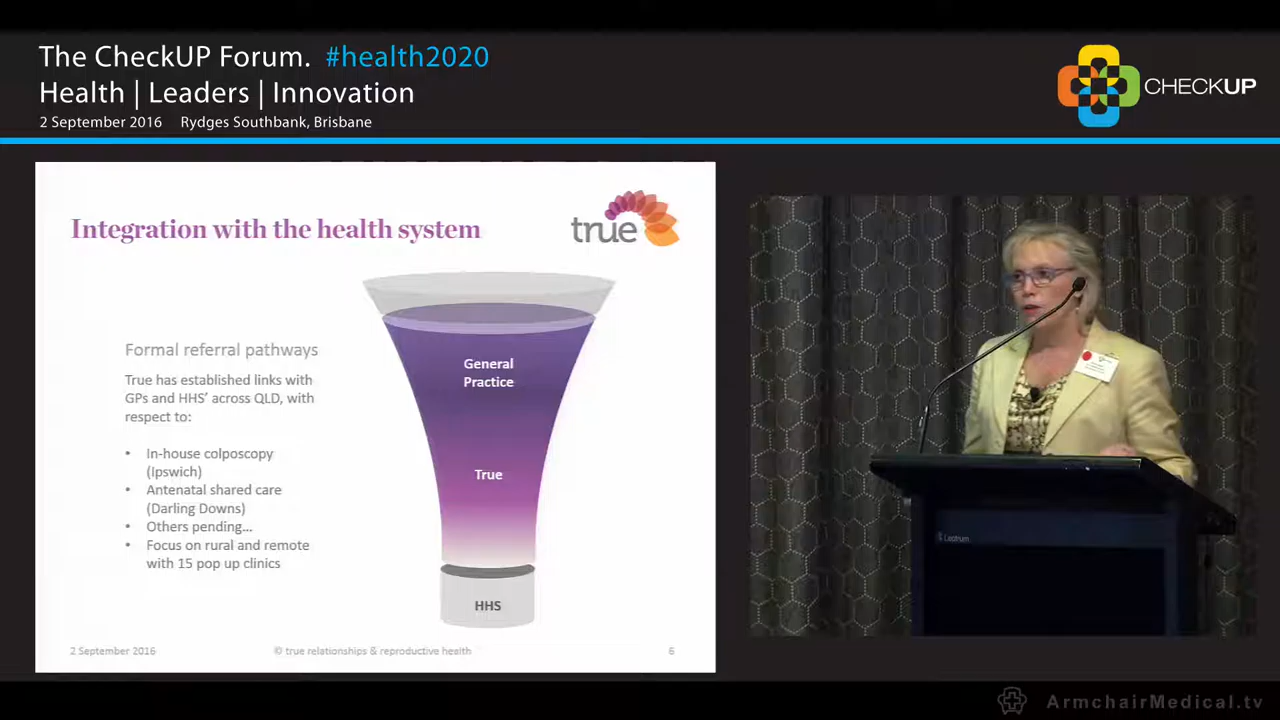 The CheckUP Forum. #health2020
Health | Leaders | Innovation
2 September 2016 Rydges Southbank, Brisbane
CHECKUP
Integration with the health system
true
Formal referral pathways
True has established links with
GPs and HHS’ across QLD, with
respect to:
• In-house colposcopy
(Ipswich)
• Antenatal shared care
(Darling Downs)
• Others pending...
• Focus on rural and remote
with 15 pop up clinics
General
Practice
True
HHS
2 September 2016 © true relationships & reproductive health 6
Lectrum
ArmchairMedical.tv